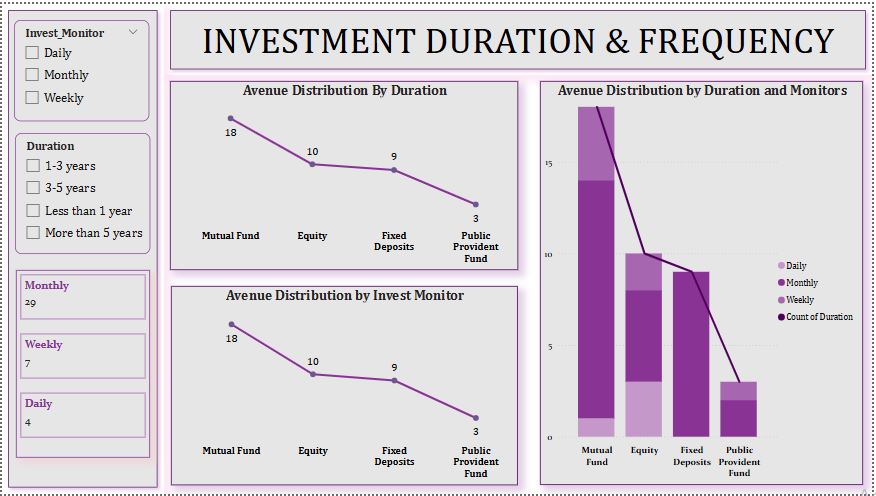 INVESTMENT DURATION & FREQUENCY
Invest_Monitor
Daily
Monthly
Weekly
Duration
1-3 years
3-5 years
Less than 1 year
More than 5 years
Monthly
29
Weekly
7
Daily
4
Avenue Distribution By Duration
18
10
9
3
Mutual Fund
Equity
Fixed
Deposits
Public
Provident
Fund
Avenue Distribution by Invest Monitor
18
10
9
3
Mutual Fund
Equity
Fixed
Deposits
Public
Provident
Fund
Avenue Distribution by Duration and Monitors
15
10
5
0
Mutual
Fund
Equity
Fixed
Deposits
Public
Provident
Fund
Daily
Monthly
Weekly
Count of Duration